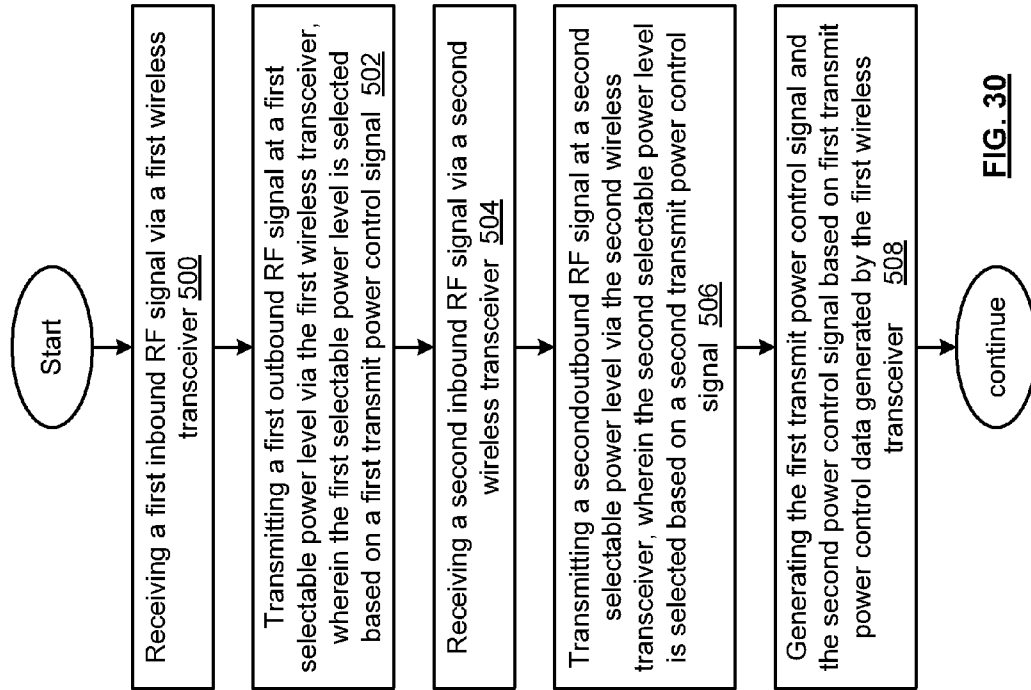 Start
Receiving a first inbound RF signal via a first wireless
transceiver 500
Transmitting a first outbound RF signal at a first
selectable power level via the first wireless transceiver,
wherein the first selectable power level is selected
based on a first transmit power control signal 502
Receiving a second inbound RF signal via a second
wireless transceiver 504
Transmitting a secondoutbound RF signal at a second
selectable power level via the second wireless
transceiver, wherein the second selectable power level
is selected based on a second transmit power control
signal 506
Generating the first transmit power control signal and
the second power control signal based on first transmit
power control data generated by the first wireless
transceiver 508
continue
FIG. 30